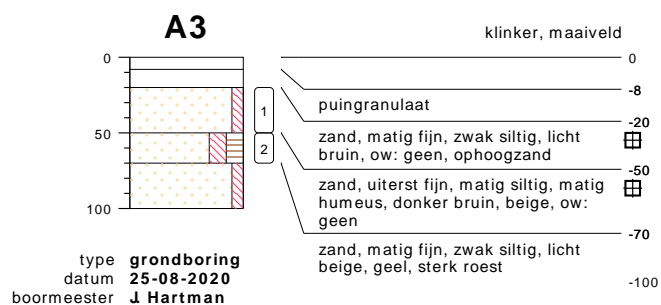 A3
klinker, maaiveld
0
0
-8
puingranulaat
-20
1
zand, matig fijn, zwak siltig, licht
bruin, ow: geen, ophoogzand
50
2
-50
zand, uiterst fijn, matig siltig, matig
humeus, donker bruin, beige, ow:
geen
100
-70
zand, matig fijn, zwak siltig, licht
beige, geel, sterk roest
-100
type grondboring
datum 25-08-2020
boormeester J. Hartman